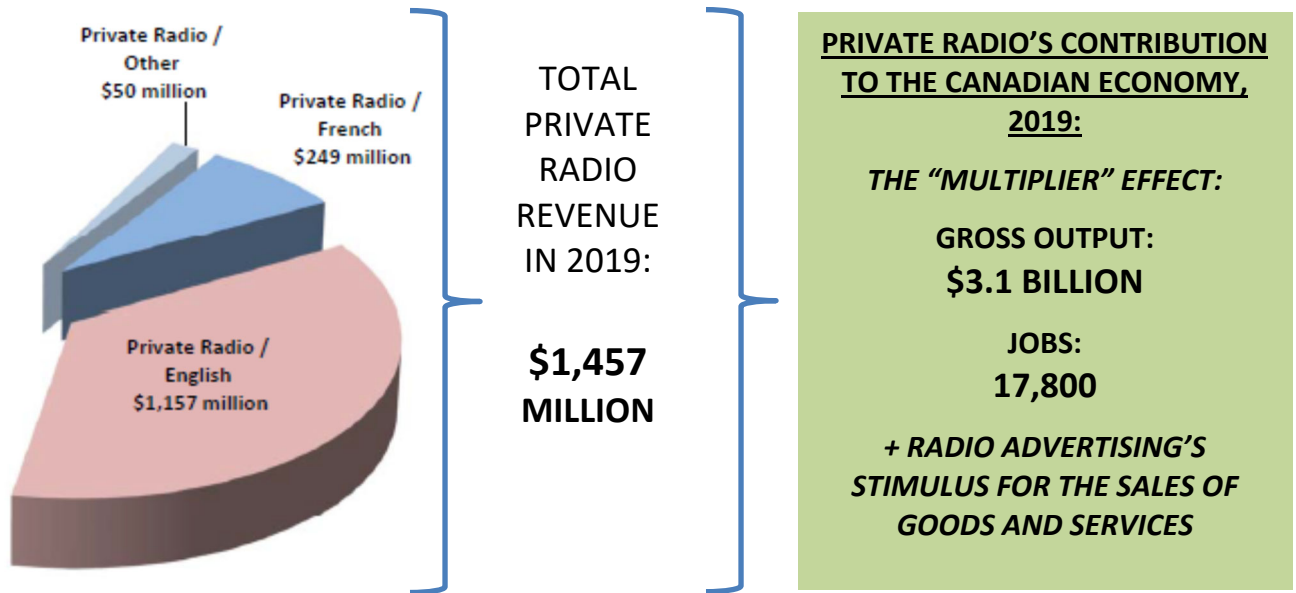 Private Radio /
Other
$50 million
Private Radio /
French
$249 million
Private Radio /
English
$1,157 million
TOTAL
PRIVATE
RADIO
REVENUE
IN 2019:
$1,457
MILLION
PRIVATE RADIO’S CONTRIBUTION
TO THE CANADIAN ECONOMY,
2019:
THE “MULTIPLIER” EFFECT:
GROSS OUTPUT:
$3.1 BILLION
JOBS:
17,800
+ RADIO ADVERTISING’S
STIMULUS FOR THE SALES OF
GOODS AND SERVICES